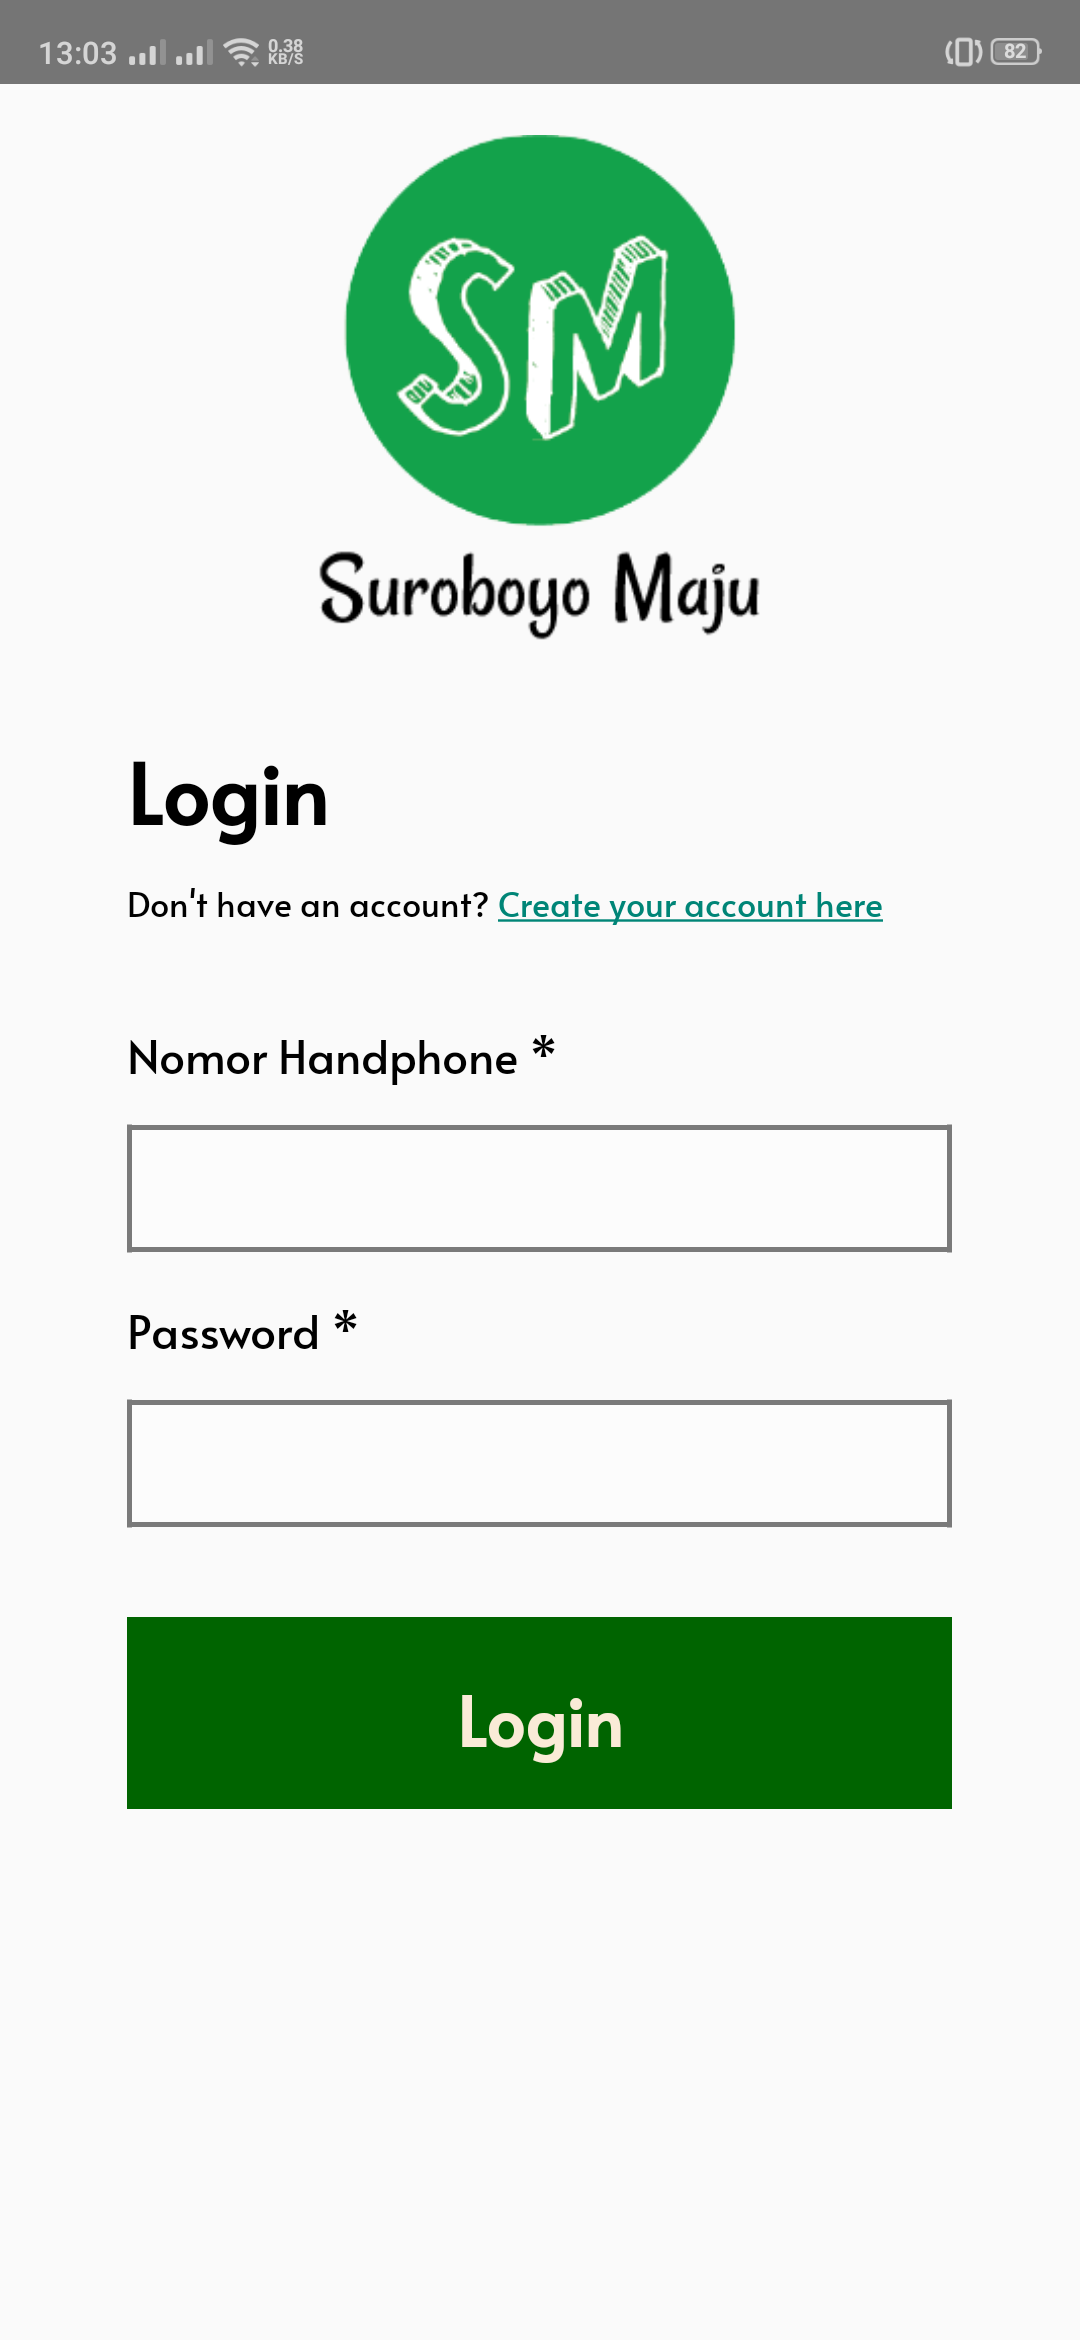 13:03 0.38 KB/S 82
SM
Suroboyo Maju
Login
Don't have an account? Create your account here
Nomor Handphone *
Password *
Login